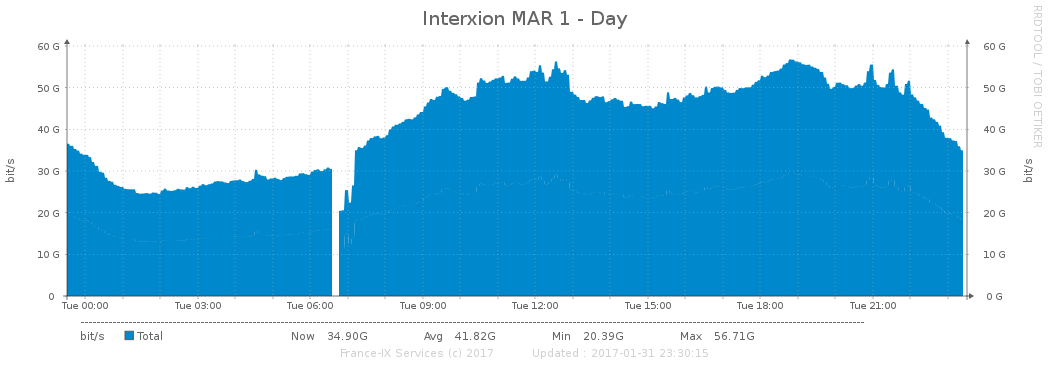 Interxion MAR 1 - Day
RRDTOOL / TOBI OETIKER
60 G 60 G
50 G 50 G
40 G 40 G
30 G 30 G
20 G 20 G
10 G 10 G
0 0 G
bit/s bit/s
Tue 00:00 Tue 03:00 Tue 06:00 Tue 09:00 Tue 12:00 Tue 15:00 Tue 18:00 Tue 21:00
bit/s Total Now 34.90G Avg 41.82G Min 20.39G Max 56.71G
France-IX Services (c) 2017 Updated : 2017-01-31 23:30:15